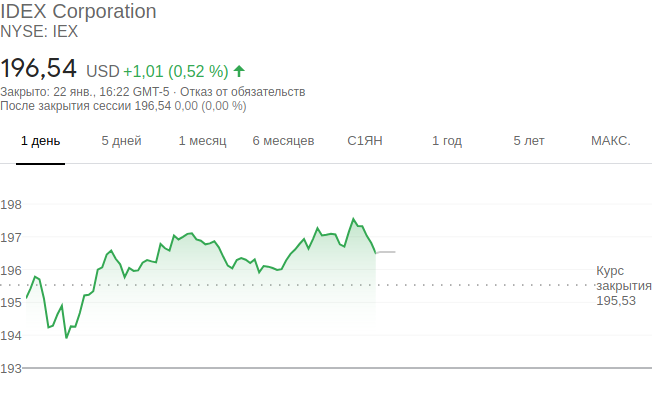 IDEX Corporation
NYSE: IEX
196,54 USD +1,01 (0,52 %)
Закрыто: 22 янв., 16:22 GMT-5 · Отказ от обязательств
После закрытия сессии 196,54 0,00 (0,00 %)
1 день 5 дней 1 месяц 6 месяцев С1ЯН 1 год 5 лет МАКС.
198
197
196
Курс
закрытия
195,53
195
194
193